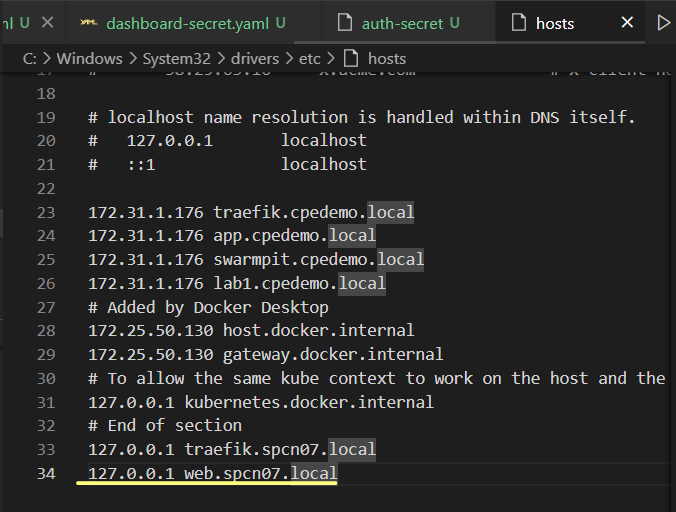 ml U
dashboard-secret.yaml U
auth-secret U
hosts
C: > Windows > System32 > drivers > etc > hosts
18
19 # localhost name resolution is handled within DNS itself.
20 # 127.0.0.1 localhost
21 # ::1 localhost
22
23 172.31.1.176 traefik.cpedemo.local
24 172.31.1.176 app.cpedemo.local
25 172.31.1.176 swarmpit.cpedemo.local
26 172.31.1.176 lab1.cpedemo.local
27 # Added by Docker Desktop
28 172.25.50.130 host.docker.internal
29 172.25.50.130 gateway.docker.internal
30 # To allow the same kube context to work on the host and the
31 127.0.0.1 kubernetes.docker.internal
32 # End of section
33 127.0.0.1 traefik.spcn07.local
34 127.0.0.1 web.spcn07.local